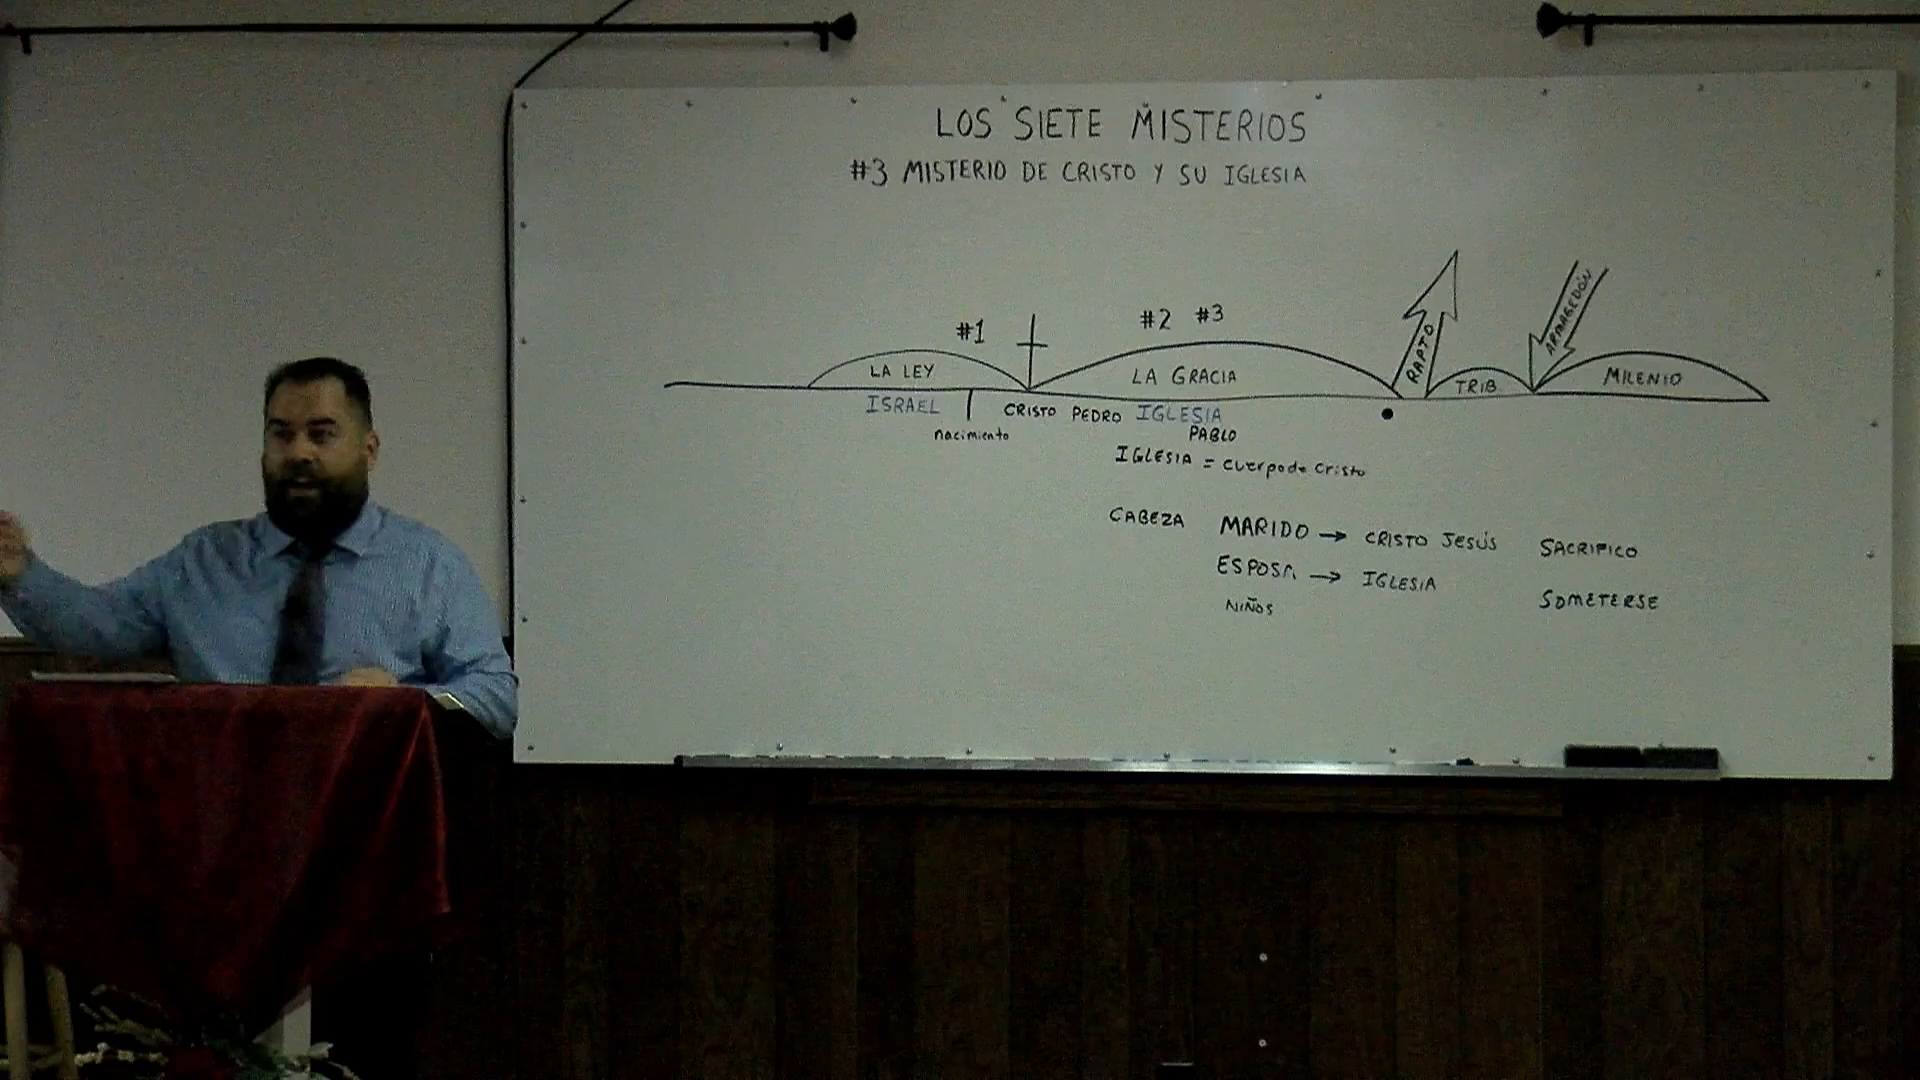 LOS SIETE MISTERIOS
#3 MISTERIO DE CRISTO Y SU IGLESIA
#1 #2 #3
LA LEY LA GRACIA RAPTO TRIB ARMAGEDÓN MILENIO
ISRAEL CRISTO PEDRO IGLESIA
nacimiento PABLO
IGLESIA = cuerpo de Cristo
CABEZA MARIDO → CRISTO JESÚS SACRIFICO
ESPOSA → IGLESIA SOMETERSE
NIÑOS